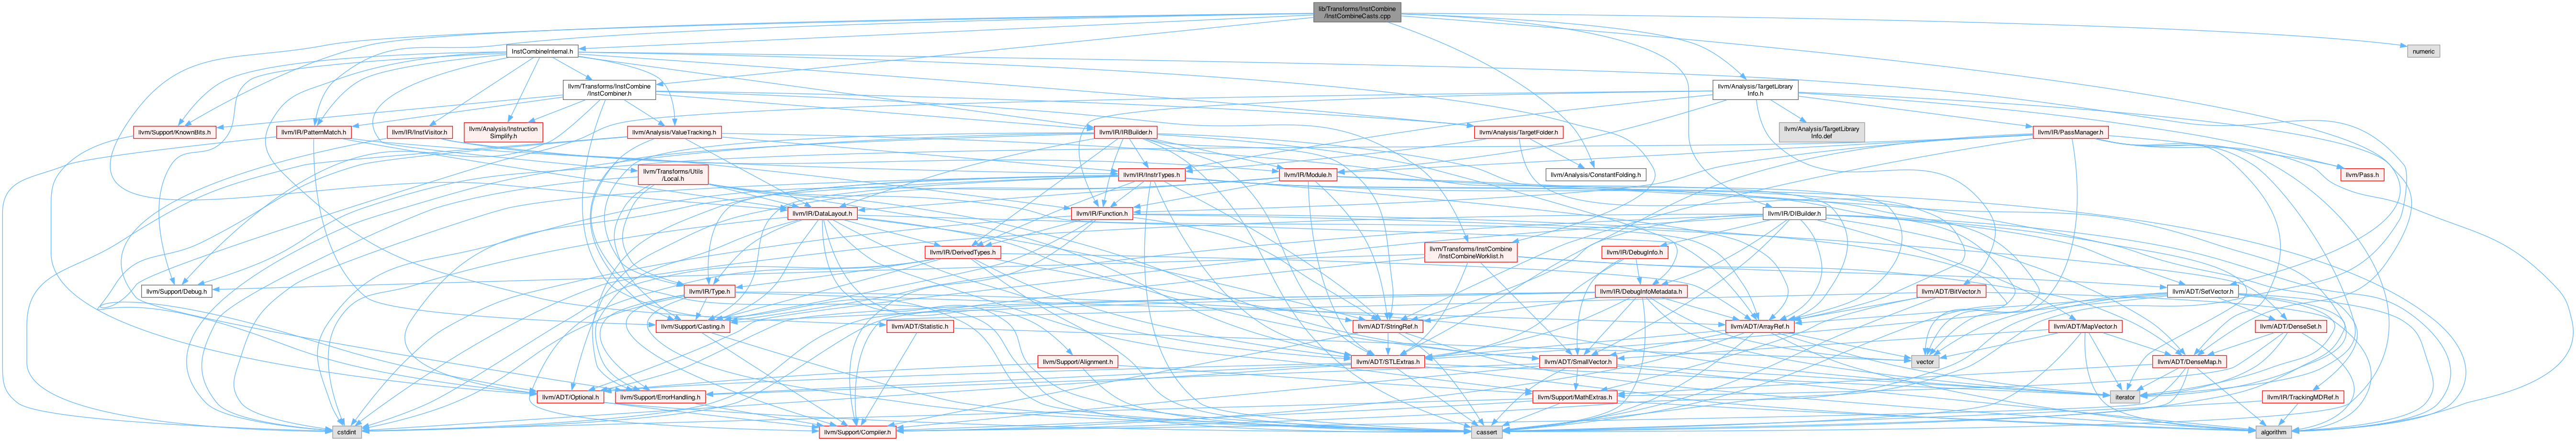 lib/Transforms/InstCombine
/InstCombineCasts.cpp
InstCombineInternal.h
numeric
llvm/Transforms/InstCombine
/InstCombiner.h
llvm/Analysis/TargetLibrary
Info.h
llvm/Support/KnownBits.h
llvm/IR/PatternMatch.h
llvm/IR/InstVisitor.h
llvm/Analysis/Instruction
Simplify.h
llvm/Analysis/ValueTracking.h
llvm/IR/IRBuilder.h
llvm/Analysis/TargetFolder.h
llvm/Analysis/TargetLibrary
Info.def
llvm/IR/PassManager.h
llvm/Transforms/Utils
/Local.h
llvm/IR/InstrTypes.h
llvm/IR/Module.h
llvm/Analysis/ConstantFolding.h
llvm/Pass.h
llvm/IR/DataLayout.h
llvm/IR/Function.h
llvm/IR/DIBuilder.h
llvm/IR/DerivedTypes.h
llvm/Transforms/InstCombine
/InstCombineWorklist.h
llvm/IR/DebugInfo.h
llvm/Support/Debug.h
llvm/IR/Type.h
llvm/IR/DebugInfoMetadata.h
llvm/ADT/BitVector.h
llvm/ADT/SetVector.h
llvm/Support/Casting.h
llvm/ADT/Statistic.h
llvm/ADT/StringRef.h
llvm/ADT/ArrayRef.h
llvm/ADT/MapVector.h
llvm/ADT/DenseSet.h
llvm/Support/Alignment.h
llvm/ADT/STLExtras.h
llvm/ADT/SmallVector.h
vector
llvm/ADT/DenseMap.h
llvm/ADT/Optional.h
llvm/Support/ErrorHandling.h
llvm/Support/MathExtras.h
iterator
llvm/IR/TrackingMDRef.h
cstdint
llvm/Support/Compiler.h
cassert
algorithm